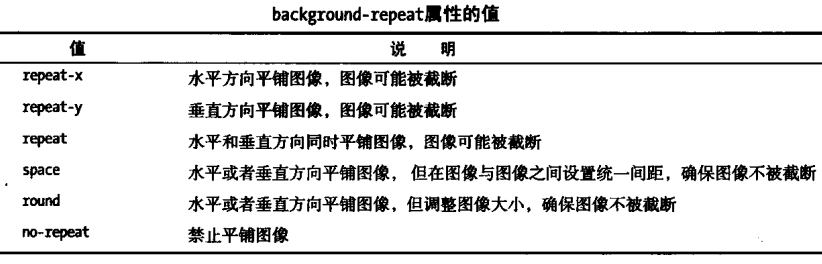 background-repeat属性的值
值 说 明
repeat-x 水平方向平铺图像，图像可能被截断
repeat-y 垂直方向平铺图像，图像可能被截断
repeat 水平和垂直方向同时平铺图像，图像可能被截断
space 水平或者垂直方向平铺图像， 但在图像与图像之间设置统一间距，确保图像不被截断
round 水平或者垂直方向平铺图像，但调整图像大小，确保图像不被截断
no-repeat 禁止平铺图像